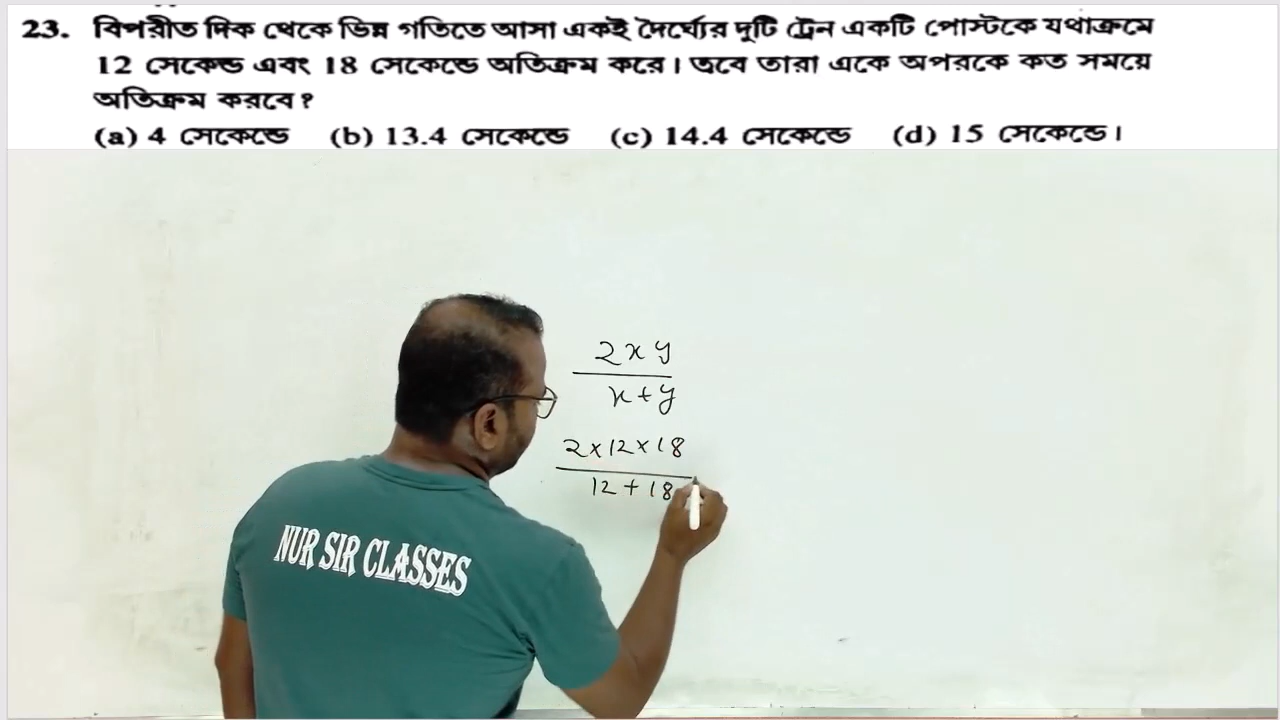 23. বিপরীত দিক থেকে ভিন্ন গতিতে আসা একই দৈর্ঘ্যের দুটি ট্রেন একটি পোস্টকে যথাক্রমে
12 সেকেন্ড এবং 18 সেকেন্ডে অতিক্রম করে। তবে তারা একে অপরকে কত সময়ে
অতিক্রম করবে?
(a) 4 সেকেন্ডে (b) 13.4 সেকেন্ডে (c) 14.4 সেকেন্ডে (d) 15 সেকেন্ডে।
2xy
x+y
2×12×18
12+18
NUR SIR CLASSES